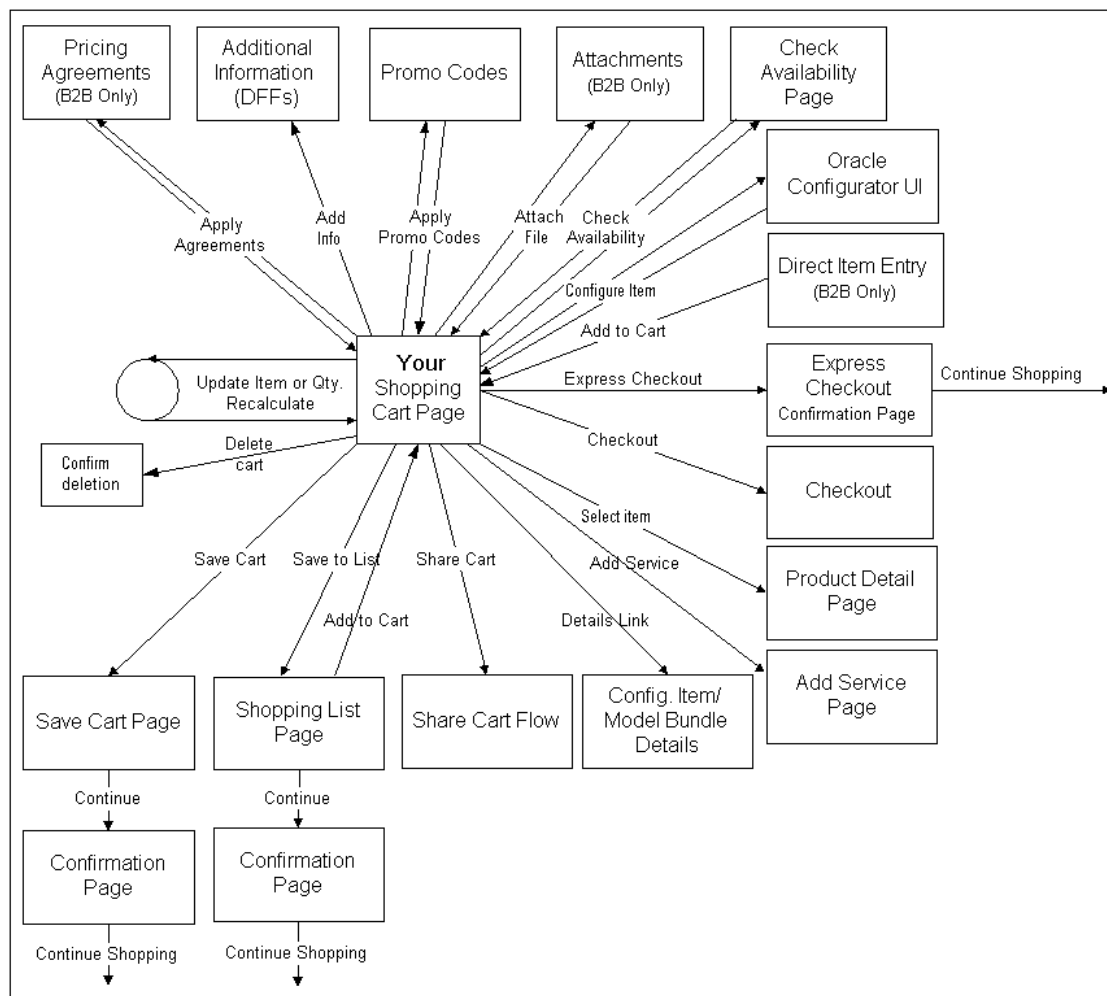 Pricing
Agreements
(B2B Only)
Additional
Information
(DFFs)
Promo Codes
Attachments
(B2B Only)
Check
Availability
Page
Oracle
Configurator UI
Apply
Agreements
Add
Info
Apply
Promo Codes
Attach
File
Check
Availability
Direct Item Entry
(B2B Only)
Configure Item
Add to Cart
Your
Shopping
Cart Page
Update Item or Qty.
Recalculate
Express Checkout
Express
Checkout
Confirmation Page
Continue Shopping
Delete
cart
Confirm
deletion
Checkout
Checkout
Select item
Save Cart
Save to List
Share Cart
Add Service
Product Detail
Page
Add to Cart
Details Link
Save Cart Page
Shopping List
Page
Share Cart Flow
Config. Item/
Model Bundle
Details
Add Service
Page
Continue
Continue
Confirmation
Page
Confirmation
Page
Continue Shopping
Continue Shopping